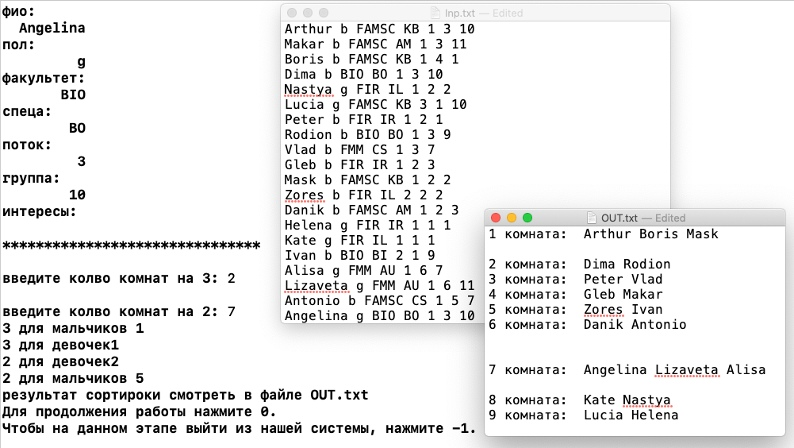 фио:
Angelina
пол:
g
факультет:
BIO
спеца:
BO
поток:
3
группа:
10
интересы:
*******************************
введите колво комнат на 3: 2
введите колво комнат на 2: 7
3 для мальчиков 1
3 для девочек1
2 для девочек2
2 для мальчиков 5
результат сортироки смотреть в файле OUT.txt
Для продолжения работы нажмите 0.
Чтобы на данном этапе выйти из нашей системы, нажмите -1.
Inp.txt — Edited
Arthur b FAMSC KB 1 3 10
Makar b FAMSC AM 1 3 11
Boris b FAMSC KB 1 4 1
Dima b BIO BO 1 3 10
Nastya g FIR IL 1 2 2
Lucia g FAMSC KB 3 1 10
Peter b FIR IR 1 2 1
Rodion b BIO BO 1 3 9
Vlad b FMM CS 1 3 7
Gleb b FIR IR 1 2 3
Mask b FAMSC KB 1 2 2
Zores b FIR IL 2 2 2
Danik b FAMSC AM 1 2 3
Helena g FIR IR 1 1 1
Kate g FIR IL 1 1 1
Ivan b BIO BI 2 1 9
Alisa g FMM AU 1 6 7
Lizaveta g FMM AU 1 6 11
Antonio b FAMSC CS 1 5 7
Angelina g BIO BO 1 3 10
OUT.txt — Edited
1 комната: Arthur Boris Mask
2 комната: Dima Rodion
3 комната: Peter Vlad
4 комната: Gleb Makar
5 комната: Zores Ivan
6 комната: Danik Antonio
7 комната: Angelina Lizaveta Alisa
8 комната: Kate Nastya
9 комната: Lucia Helena